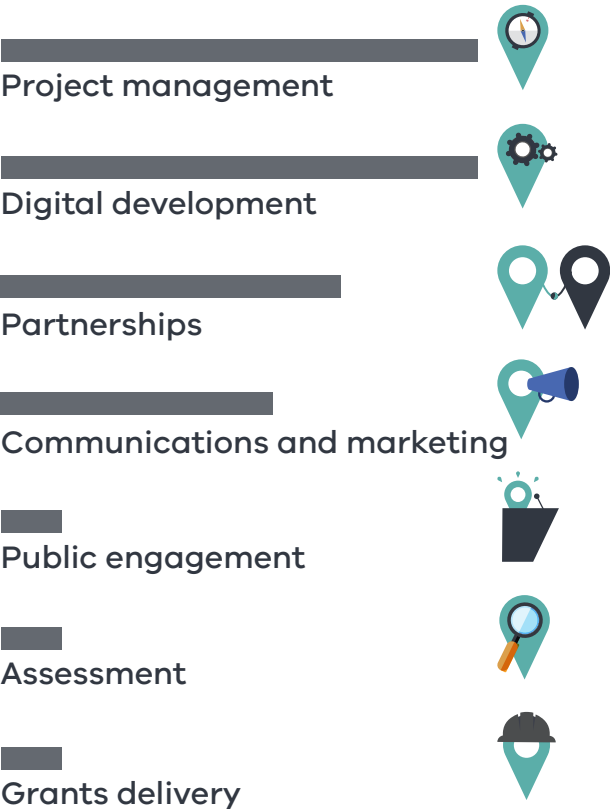 Project management
Digital development
Partnerships
Communications and marketing
Public engagement
Assessment
Grants delivery